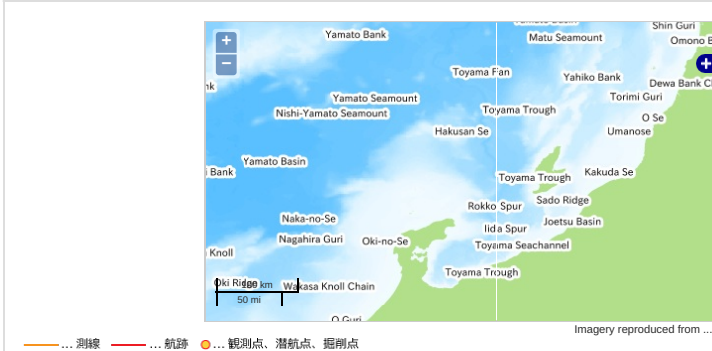 Yamato Basin
Shin Guri
Yamato Bank
Matu Seamount
Omono B
Toyama Fan
Yahiko Bank
nk
Dewa Bank C
Yamato Seamount
Torimi Guri
Nishi-Yamato Seamount
Toyama Trough
O Se
Hakusan Se
Umanose
Yamato Basin
i Bank
Toyama Trough
Kakuda Se
Sado Ridge
Rokko Spur
Naka-no-Se
Joetsu Basin
Iida Spur
Nagahira Guri
Oki-no-Se
Toyama Seachannel
Knoll
Toyama Trough
Oki Ridge
100 km
Wakasa Knoll Chain
50 mi
O Guri
Imagery reproduced from ...
... 測線 ... 航跡 ... 観測点、潜航点、掘削点